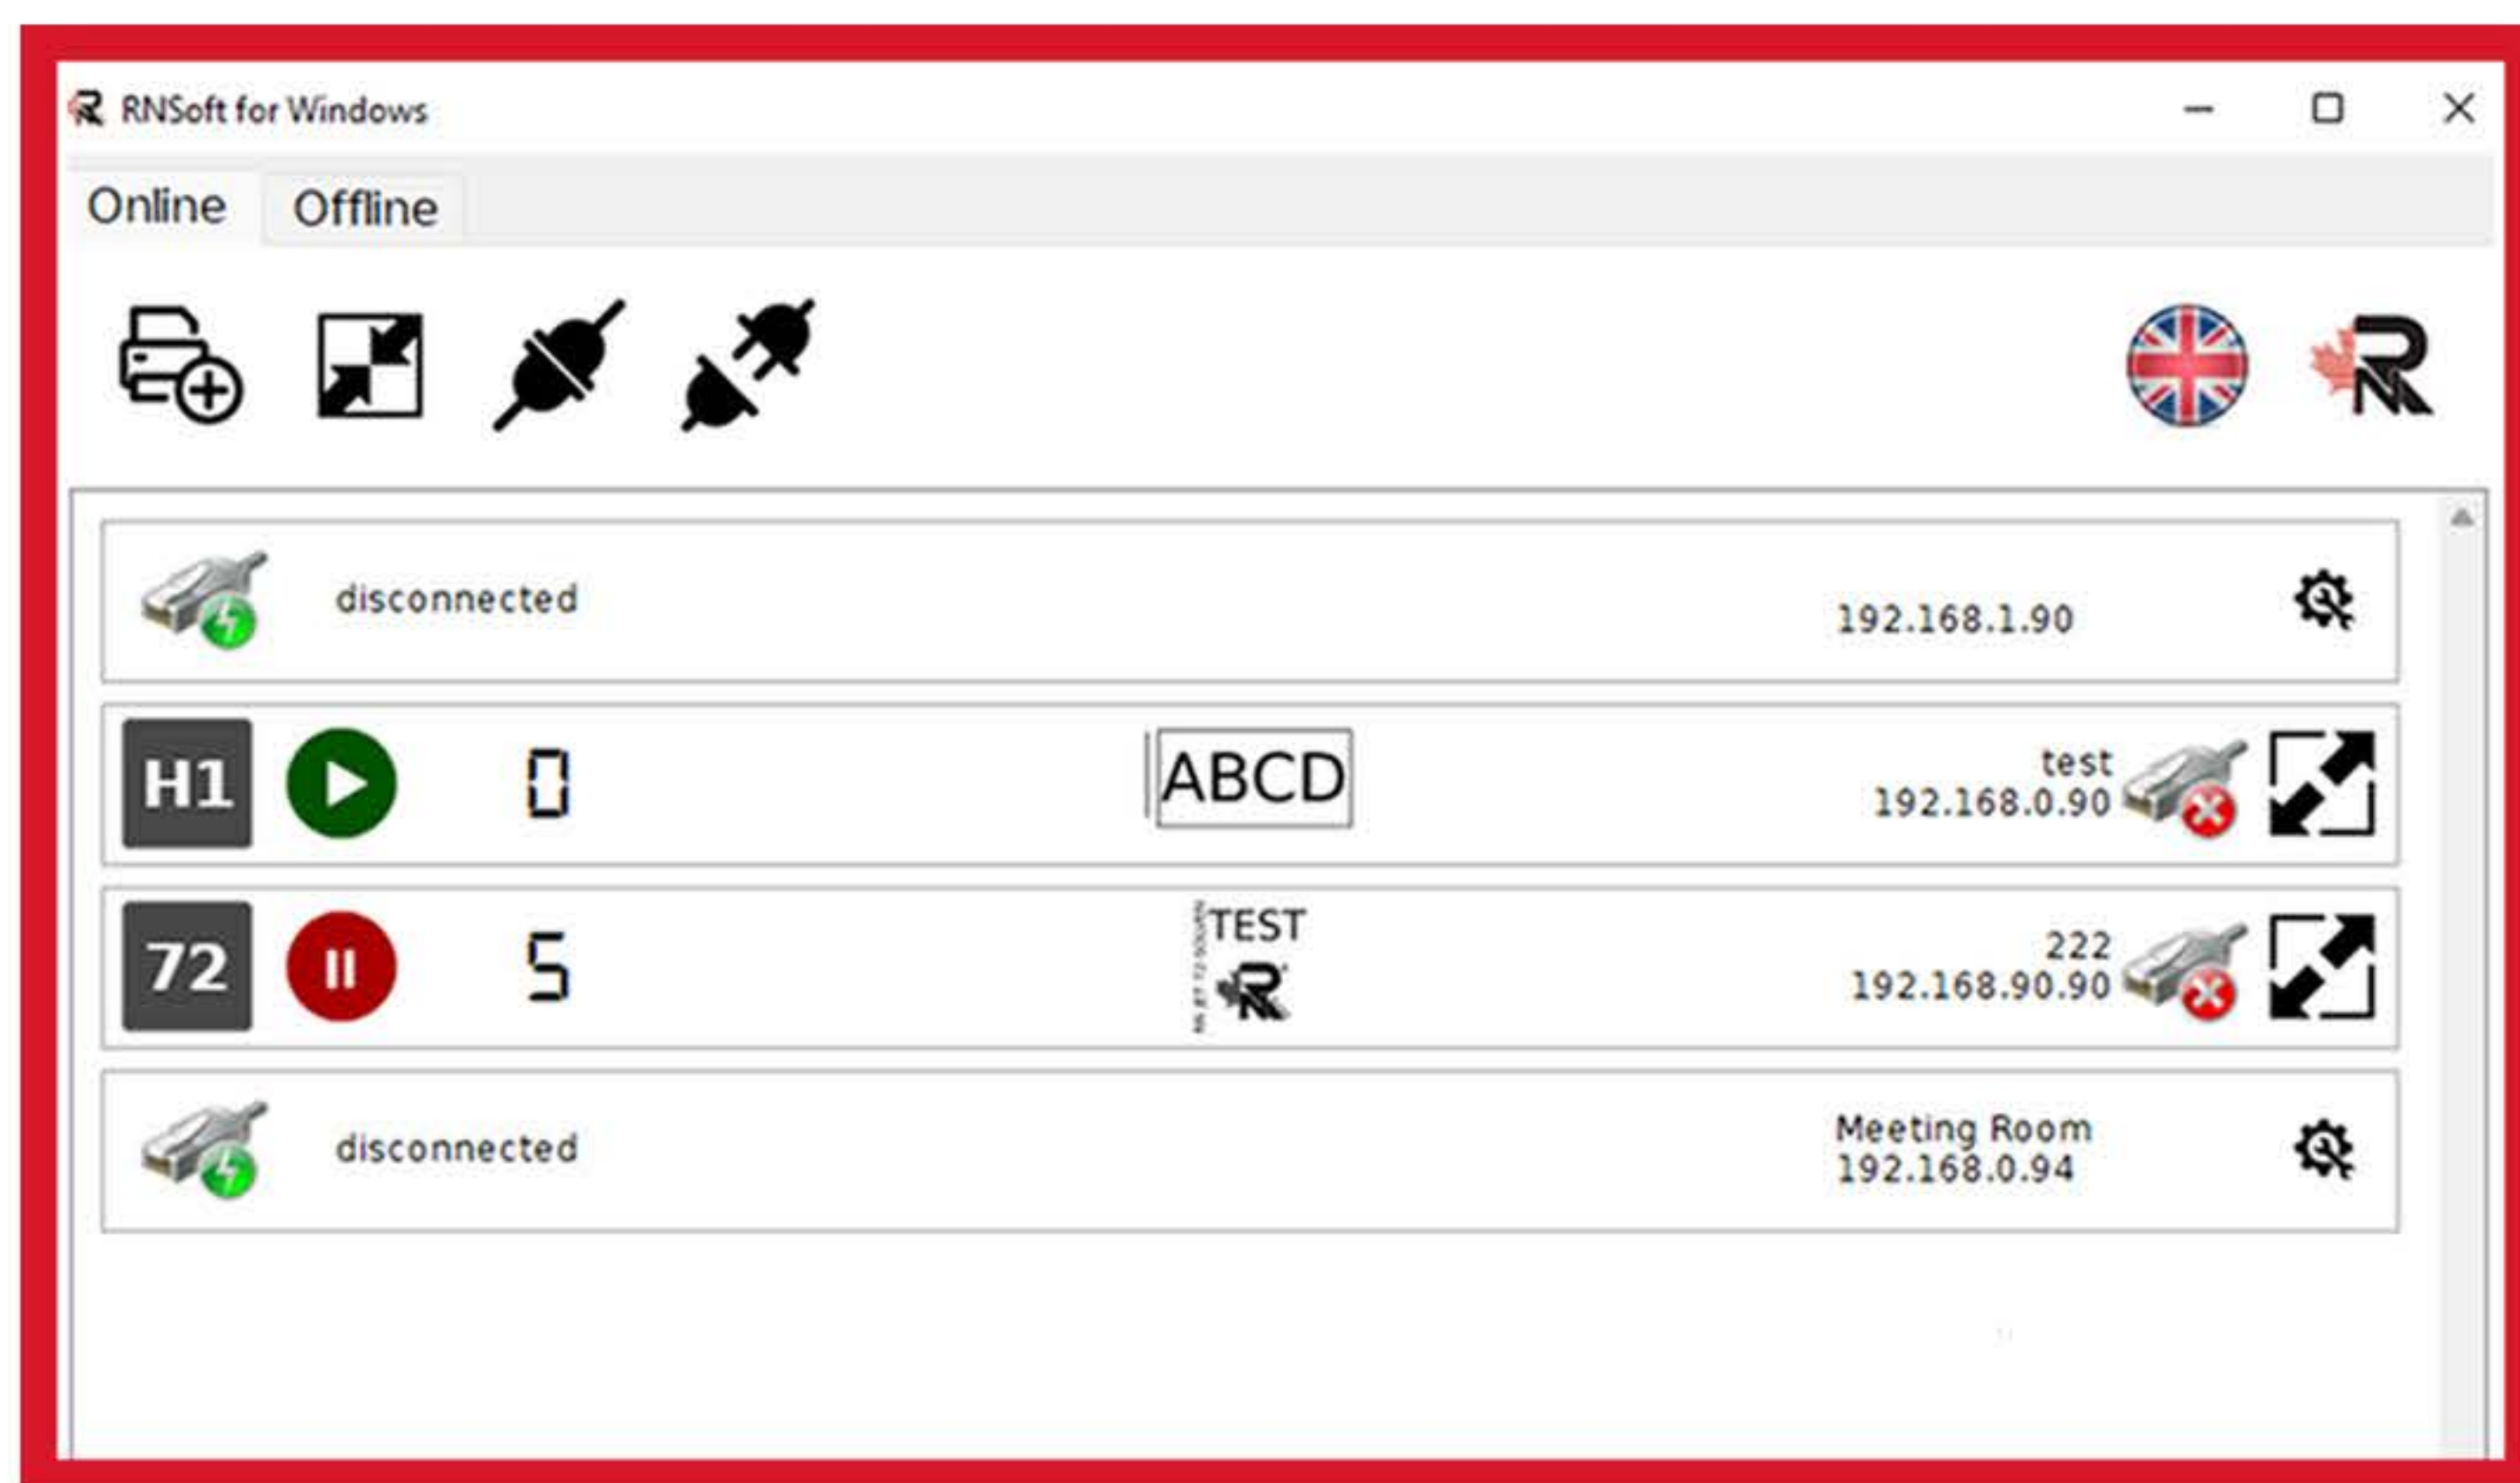 RNSoft for Windows
Online Offline
disconnected
192.168.1.90
H1 0 ABCD test
192.168.0.90
72 5 TEST 222
192.168.90.90
disconnected Meeting Room
192.168.0.94